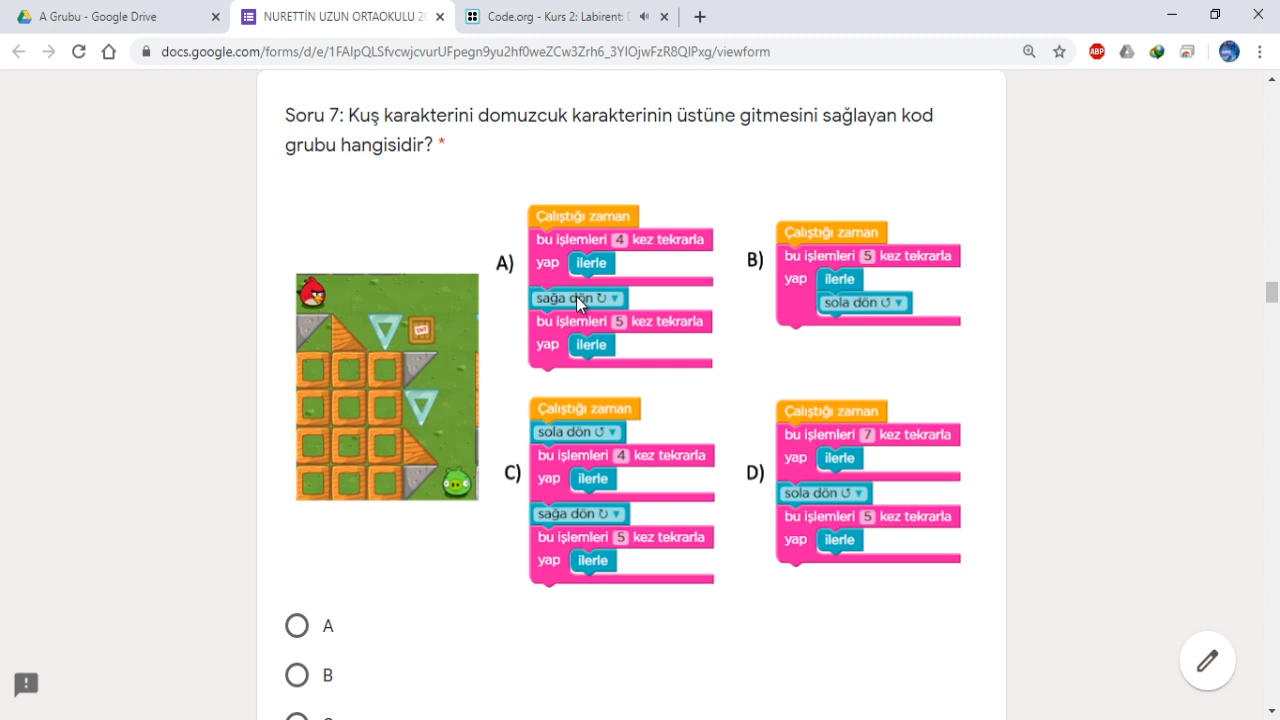 A Grubu - Google Drive
NURETTİN UZUN ORTAOKULU 2
Code.org - Kurs 2: Labirent:
docs.google.com/forms/d/e/1FAIpQLSfvcwjcvurUFpegn9yu2hf0weZCw3Zrh6_3YIOjwFzR8QIPxg/viewform
ABP
Soru 7: Kuş karakterini domuzcuk karakterinin üstüne gitmesini sağlayan kod
grubu hangisidir? *
A)
Çalıştığı zaman
bu işlemleri 4 kez tekrarla
yap ilerle
sağa dön ↻ ▼
bu işlemleri 5 kez tekrarla
yap ilerle
B)
Çalıştığı zaman
bu işlemleri 5 kez tekrarla
yap ilerle
sola dön ↺ ▼
TNT
C)
Çalıştığı zaman
sola dön ↺ ▼
bu işlemleri 4 kez tekrarla
yap ilerle
sağa dön ↻ ▼
bu işlemleri 5 kez tekrarla
yap ilerle
D)
Çalıştığı zaman
bu işlemleri 7 kez tekrarla
yap ilerle
sola dön ↺ ▼
bu işlemleri 5 kez tekrarla
yap ilerle
A
B